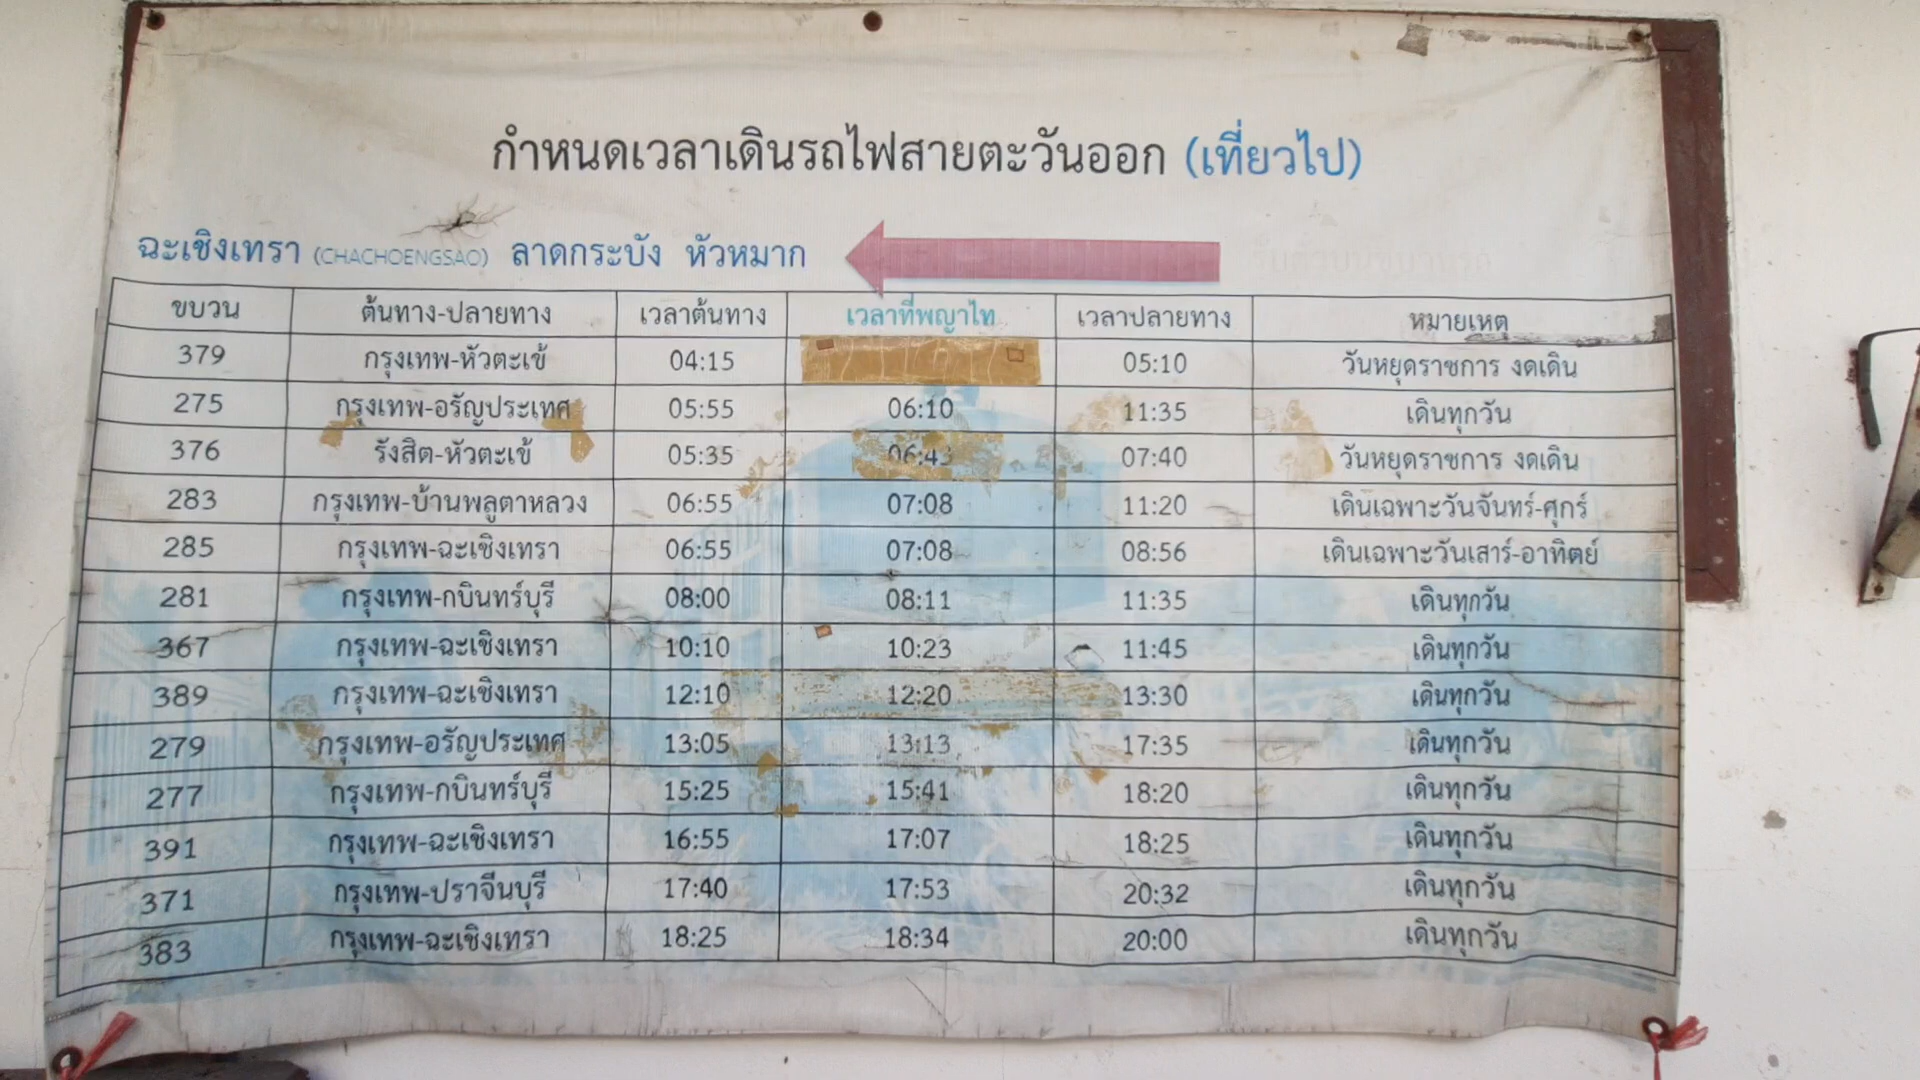 กำหนดเวลาเดินรถไฟสายตะวันออก (เที่ยวไป)
ฉะเชิงเทรา (CHACHOENGSAO) ลาดกระบัง หัวหมาก
ขบวน ต้นทาง-ปลายทาง เวลาต้นทาง เวลาที่พญาไท เวลาปลายทาง หมายเหตุ
379 กรุงเทพ-หัวตะเข้ 04:15 05:10 วันหยุดราชการ งดเดิน
275 กรุงเทพ-อรัญประเทศ 05:55 06:10 11:35 เดินทุกวัน
376 รังสิต-หัวตะเข้ 05:35 06:43 07:40 วันหยุดราชการ งดเดิน
283 กรุงเทพ-บ้านพลูตาหลวง 06:55 07:08 11:20 เดินเฉพาะวันจันทร์-ศุกร์
285 กรุงเทพ-ฉะเชิงเทรา 06:55 07:08 08:56 เดินเฉพาะวันเสาร์-อาทิตย์
281 กรุงเทพ-กบินทร์บุรี 08:00 08:11 11:35 เดินทุกวัน
367 กรุงเทพ-ฉะเชิงเทรา 10:10 10:23 11:45 เดินทุกวัน
389 กรุงเทพ-ฉะเชิงเทรา 12:10 12:20 13:30 เดินทุกวัน
279 กรุงเทพ-อรัญประเทศ 13:05 13:13 17:35 เดินทุกวัน
277 กรุงเทพ-กบินทร์บุรี 15:25 15:41 18:20 เดินทุกวัน
391 กรุงเทพ-ฉะเชิงเทรา 16:55 17:07 18:25 เดินทุกวัน
371 กรุงเทพ-ปราจีนบุรี 17:40 17:53 20:32 เดินทุกวัน
383 กรุงเทพ-ฉะเชิงเทรา 18:25 18:34 20:00 เดินทุกวัน